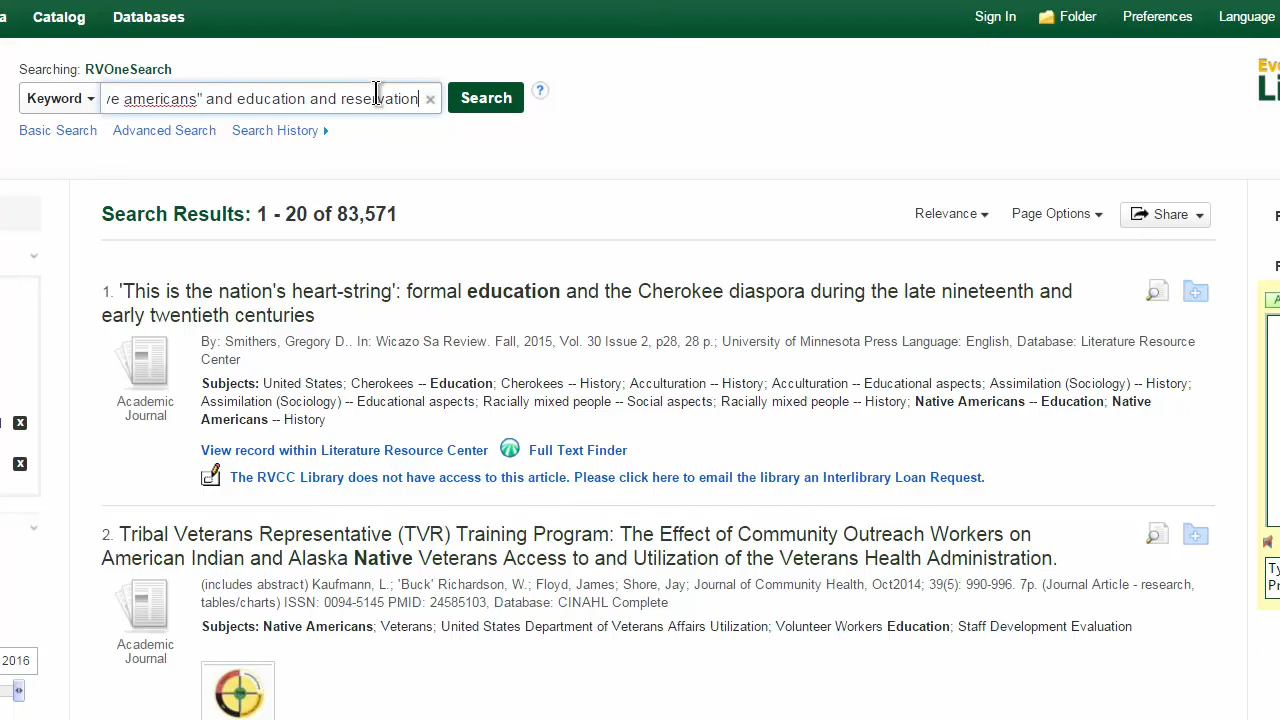 Catalog Databases Sign In Folder Preferences Language
Searching: RVOneSearch
Keyword ve americans" and education and reservation Search ?
Basic Search Advanced Search Search History
Search Results: 1 - 20 of 83,571 Relevance Page Options Share
1. 'This is the nation's heart-string': formal education and the Cherokee diaspora during the late nineteenth and
early twentieth centuries
By: Smithers, Gregory D.. In: Wicazo Sa Review. Fall, 2015, Vol. 30 Issue 2, p28, 28 p.; University of Minnesota Press Language: English, Database: Literature Resource
Center
Academic
Journal
Subjects: United States; Cherokees -- Education; Cherokees -- History; Acculturation -- History; Acculturation -- Educational aspects; Assimilation (Sociology) -- History;
Assimilation (Sociology) -- Educational aspects; Racially mixed people -- Social aspects; Racially mixed people -- History; Native Americans -- Education; Native
Americans -- History
View record within Literature Resource Center Full Text Finder
The RVCC Library does not have access to this article. Please click here to email the library an Interlibrary Loan Request.
2. Tribal Veterans Representative (TVR) Training Program: The Effect of Community Outreach Workers on
American Indian and Alaska Native Veterans Access to and Utilization of the Veterans Health Administration.
(includes abstract) Kaufmann, L.; 'Buck' Richardson, W.; Floyd, James; Shore, Jay; Journal of Community Health, Oct2014; 39(5): 990-996. 7p. (Journal Article - research,
tables/charts) ISSN: 0094-5145 PMID: 24585103, Database: CINAHL Complete
Academic
Journal
Subjects: Native Americans; Veterans; United States Department of Veterans Affairs Utilization; Volunteer Workers Education; Staff Development Evaluation
2016